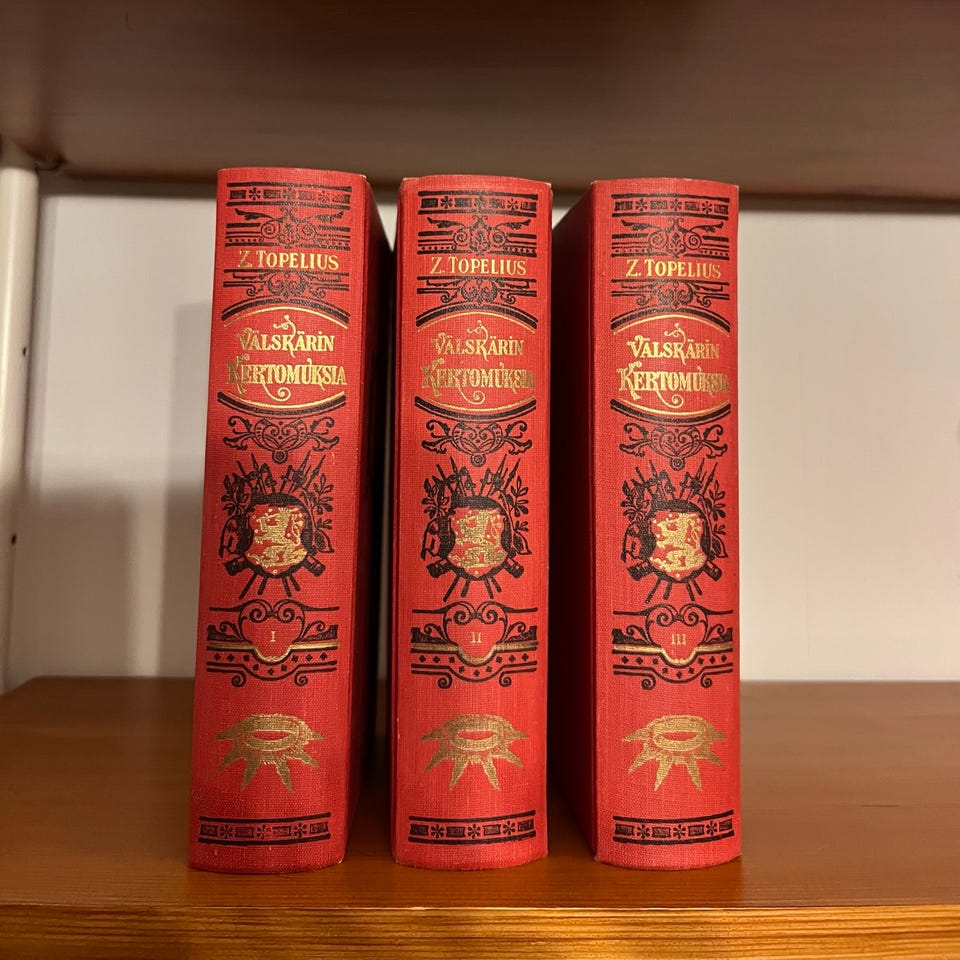 Z. TOPELIUS
VÄLSKÄRIN
KERTOMUKSIA
I
Z. TOPELIUS
VÄLSKÄRIN
KERTOMUKSIA
II
Z. TOPELIUS
VÄLSKÄRIN
KERTOMUKSIA
III